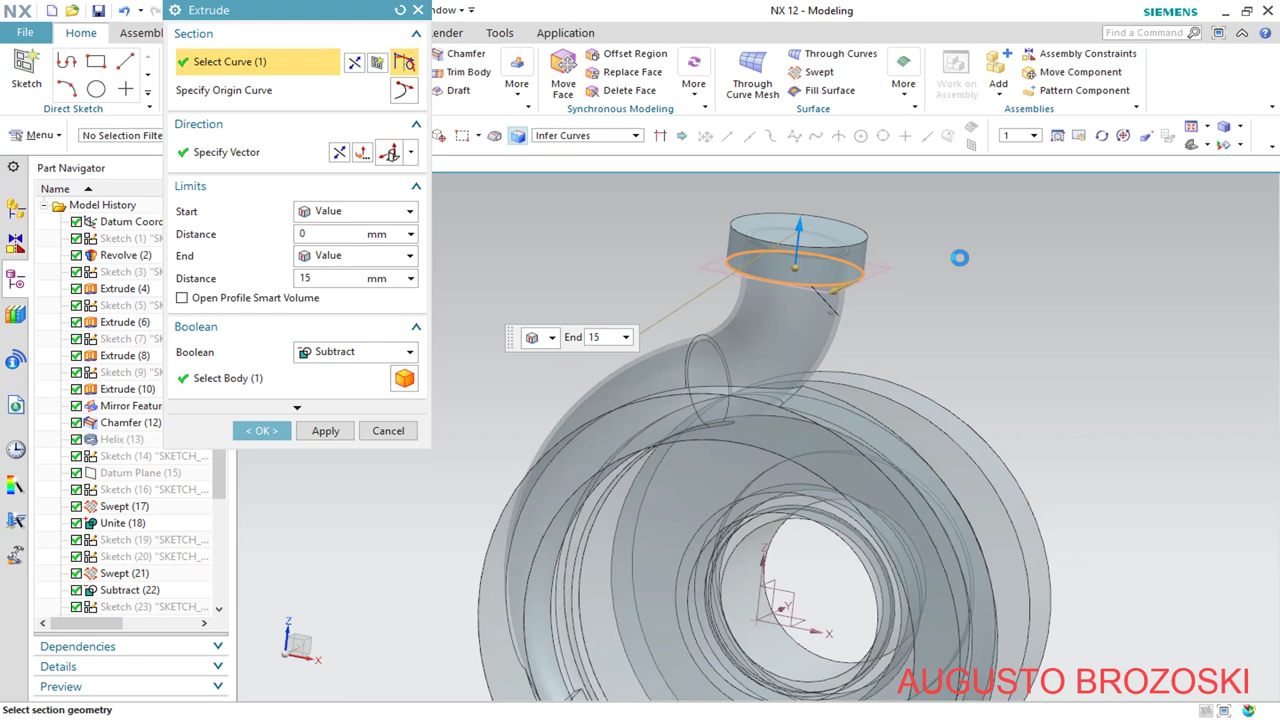 NX
Window
NX 12 - Modeling
SIEMENS
File
Home
Assemb
Render
Tools
Application
Find a Command
Sketch
Direct Sketch
Extrude
Section
Select Curve (1)
Specify Origin Curve
Direction
Specify Vector
Limits
Start
Value
Distance
0
mm
End
Value
Distance
15
mm
Open Profile Smart Volume
Boolean
Boolean
Subtract
Select Body (1)
< OK >
Apply
Cancel
Chamfer
Trim Body
Draft
More
Move
Face
Offset Region
Replace Face
Delete Face
More
Synchronous Modeling
Through
Curve Mesh
Through Curves
Swept
Fill Surface
More
Surface
Work on
Assembly
Add
Assembly Constraints
Move Component
Pattern Component
Assemblies
Menu
No Selection Filte
Infer Curves
1
Part Navigator
Name
Model History
Datum Coord
Sketch (1) "SK
Revolve (2)
Sketch (3) "SK
Extrude (4)
Sketch (5) "SK
Extrude (6)
Sketch (7) "SK
Extrude (8)
Sketch (9) "SK
Extrude (10)
Mirror Featur
Chamfer (12)
Helix (13)
Sketch (14) "SKETCH_...
Datum Plane (15)
Sketch (16) "SKETCH_...
Swept (17)
Unite (18)
Sketch (19) "SKETCH_...
Sketch (20) "SKETCH_...
Swept (21)
Subtract (22)
Sketch (23) "SKETCH_...
Dependencies
Details
Preview
End
15
Z
X
Z
Y
X
AUGUSTO BROZOSKI
Select section geometry